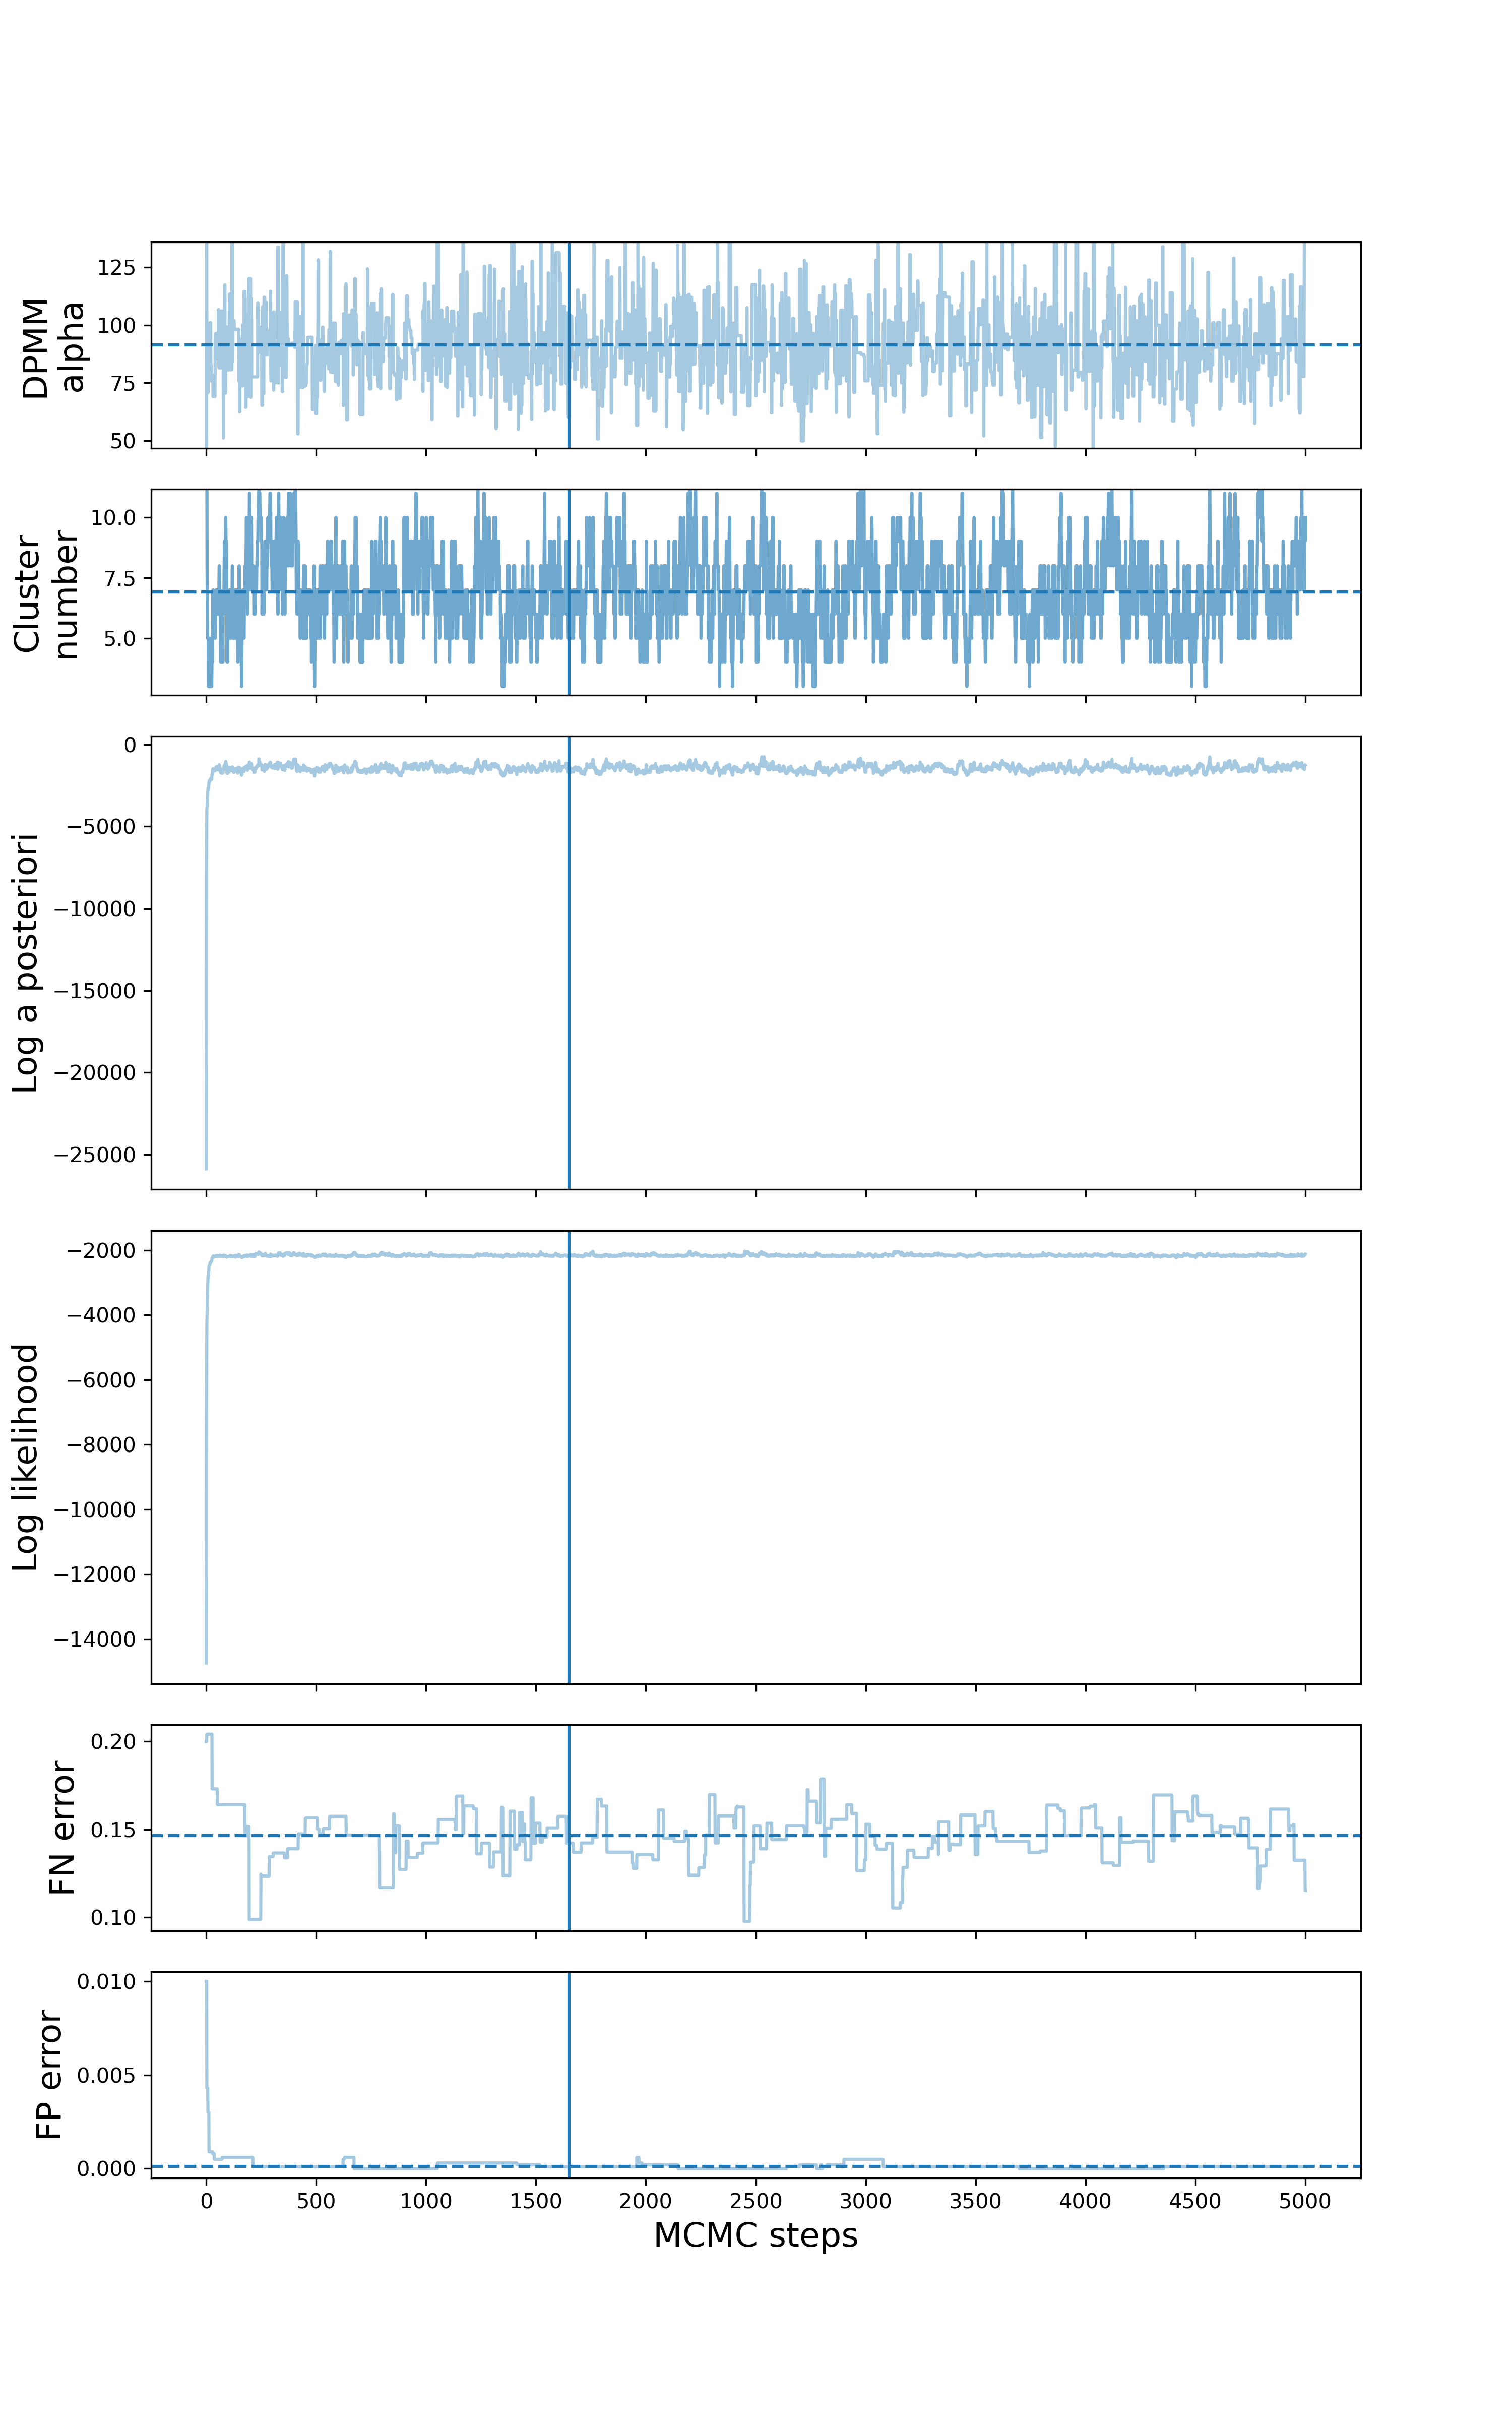 DPMM
alpha
125
100
75
50
Cluster
number
10.0
7.5
5.0
Log a posteriori
0
−5000
−10000
−15000
−20000
−25000
Log likelihood
−2000
−4000
−6000
−8000
−10000
−12000
−14000
FN error
0.20
0.15
0.10
FP error
0.010
0.005
0.000
0 500 1000 1500 2000 2500 3000 3500 4000 4500 5000
MCMC steps